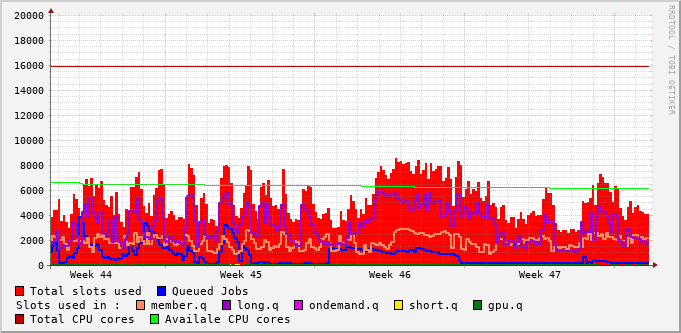 20000
18000
16000
14000
12000
10000
8000
6000
4000
2000
0
Week 44 Week 45 Week 46 Week 47
RRDTOOL / TOBI OETIKER
Total slots used Queued Jobs
Slots used in : member.q long.q ondemand.q short.q gpu.q
Total CPU cores Availale CPU cores